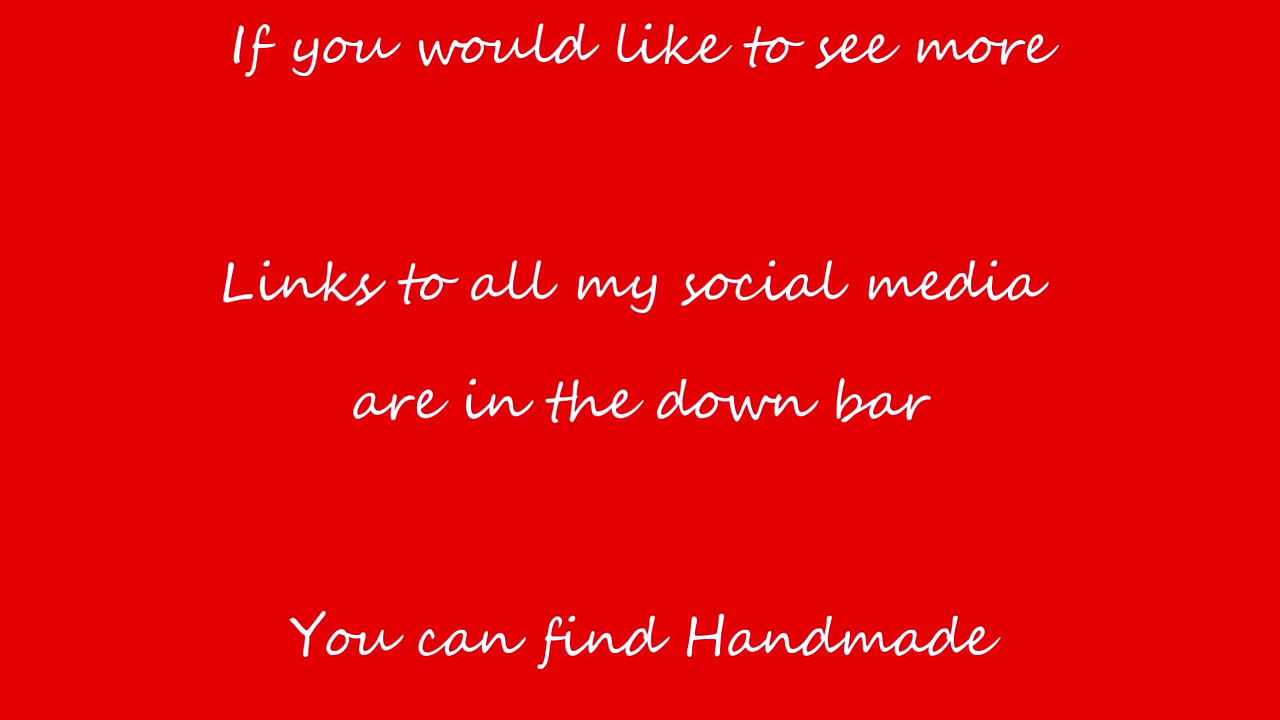 If you would like to see more
Links to all my social media
are in the down bar
You can find Handmade